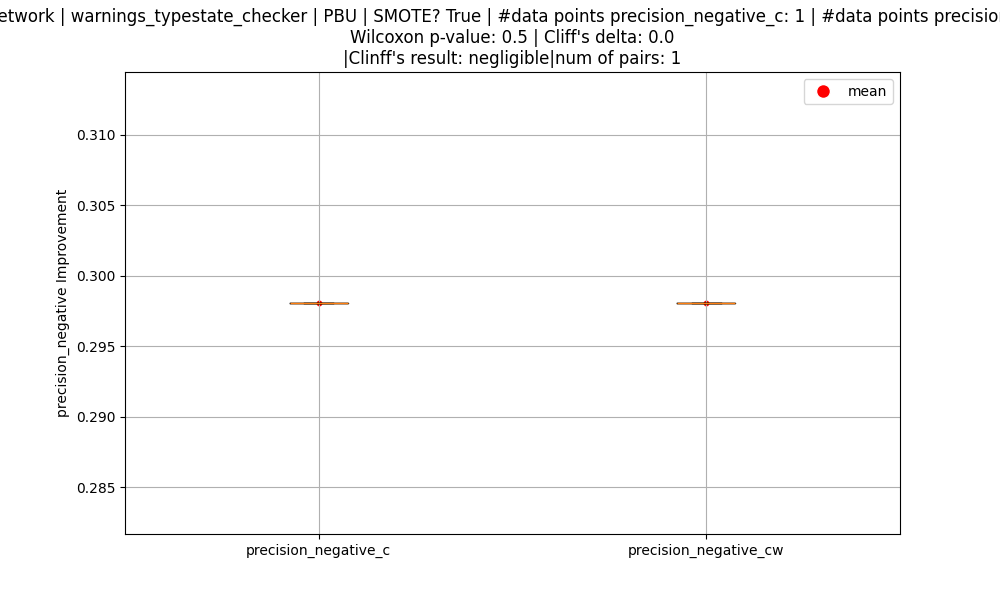 etwork | warnings_typestate_checker | PBU | SMOTE? True | #data points precision_negative_c: 1 | #data points precision
Wilcoxon p-value: 0.5 | Cliff's delta: 0.0
|Clinff's result: negligible|num of pairs: 1
mean
0.310
0.305
0.300
0.295
0.290
0.285
precision_negative Improvement
precision_negative_c
precision_negative_cw